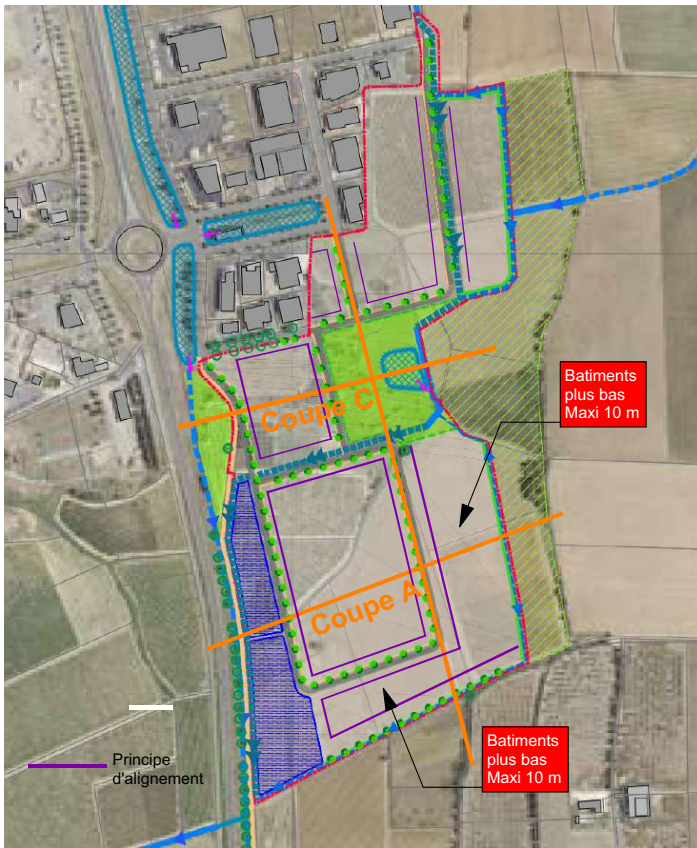 Batiments
plus bas
Maxi 10 m
Coupe C
Coupe A
Principe
d'alignement
Batiments
plus bas
Maxi 10 m